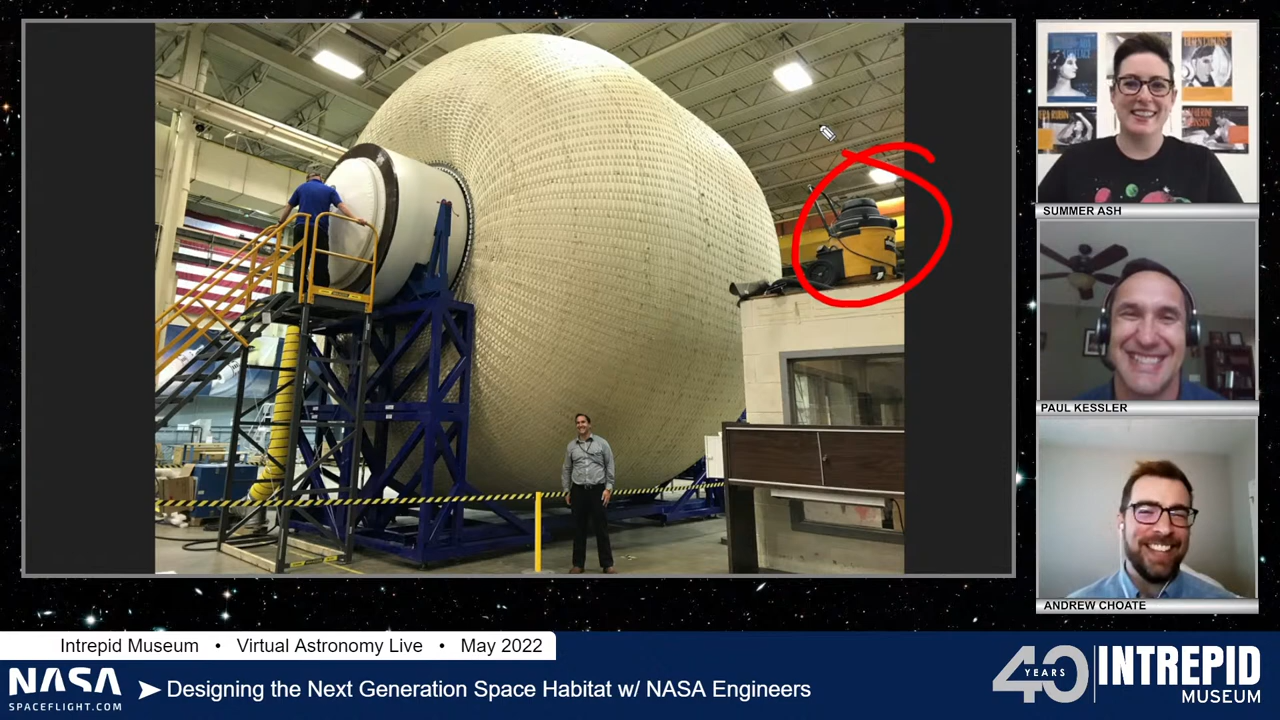 SUMMER ASH
PAUL KESSLER
ANDREW CHOATE
Intrepid Museum • Virtual Astronomy Live • May 2022
NASA
SPACEFLIGHT.COM
Designing the Next Generation Space Habitat w/ NASA Engineers
40
YEARS
INTREPID
MUSEUM